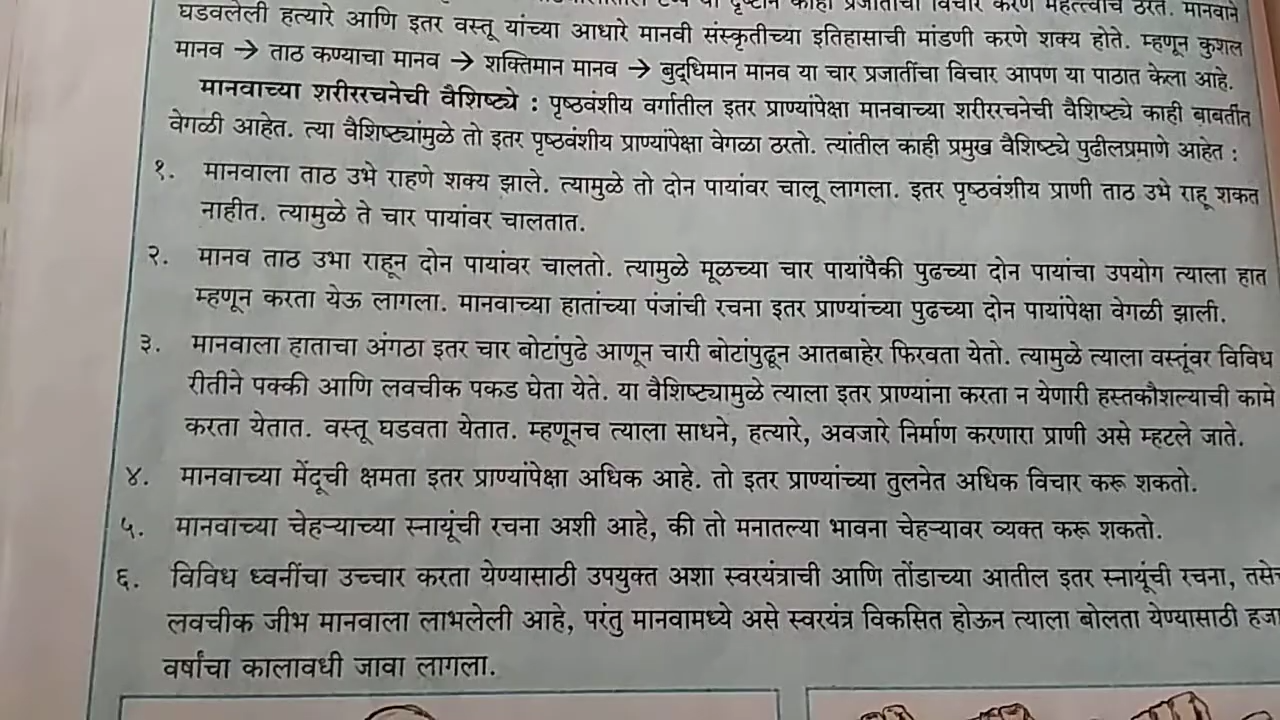 या दृष्टीने काही प्रजातींचा विचार करणे महत्त्वाचे ठरते. मानवाने
घडवलेली हत्यारे आणि इतर वस्तू यांच्या आधारे मानवी संस्कृतीच्या इतिहासाची मांडणी करणे शक्य होते. म्हणून कुशल
मानव → ताठ कण्याचा मानव → शक्तिमान मानव → बुद्धिमान मानव या चार प्रजातींचा विचार आपण या पाठात केला आहे.
मानवाच्या शरीररचनेची वैशिष्ट्ये : पृष्ठवंशीय वर्गातील इतर प्राण्यांपेक्षा मानवाच्या शरीररचनेची वैशिष्ट्ये काही बाबतीत
वेगळी आहेत. त्या वैशिष्ट्यांमुळे तो इतर पृष्ठवंशीय प्राण्यांपेक्षा वेगळा ठरतो. त्यांतील काही प्रमुख वैशिष्ट्ये पुढीलप्रमाणे आहेत :
१. मानवाला ताठ उभे राहणे शक्य झाले. त्यामुळे तो दोन पायांवर चालू लागला. इतर पृष्ठवंशीय प्राणी ताठ उभे राहू शकत
नाहीत. त्यामुळे ते चार पायांवर चालतात.
२. मानव ताठ उभा राहून दोन पायांवर चालतो. त्यामुळे मूळच्या चार पायांपैकी पुढच्या दोन पायांचा उपयोग त्याला हात
म्हणून करता येऊ लागला. मानवाच्या हातांच्या पंजांची रचना इतर प्राण्यांच्या पुढच्या दोन पायांपेक्षा वेगळी झाली.
३. मानवाला हाताचा अंगठा इतर चार बोटांपुढे आणून चारी बोटांपुढून आतबाहेर फिरवता येतो. त्यामुळे त्याला वस्तूंवर विविध
रीतीने पक्की आणि लवचीक पकड घेता येते. या वैशिष्ट्यामुळे त्याला इतर प्राण्यांना करता न येणारी हस्तकौशल्याची कामे
करता येतात. वस्तू घडवता येतात. म्हणूनच त्याला साधने, हत्यारे, अवजारे निर्माण करणारा प्राणी असे म्हटले जाते.
४. मानवाच्या मेंदूची क्षमता इतर प्राण्यांपेक्षा अधिक आहे. तो इतर प्राण्यांच्या तुलनेत अधिक विचार करू शकतो.
५. मानवाच्या चेहऱ्याच्या स्नायूंची रचना अशी आहे, की तो मनातल्या भावना चेहऱ्यावर व्यक्त करू शकतो.
६. विविध ध्वनींचा उच्चार करता येण्यासाठी उपयुक्त अशा स्वरयंत्राची आणि तोंडाच्या आतील इतर स्नायूंची रचना,
लवचीक जीभ मानवाला लाभलेली आहे, परंतु मानवामध्ये असे स्वरयंत्र विकसित होऊन त्याला बोलता येण्यासाठी
वर्षांचा कालावधी जावा लागला.